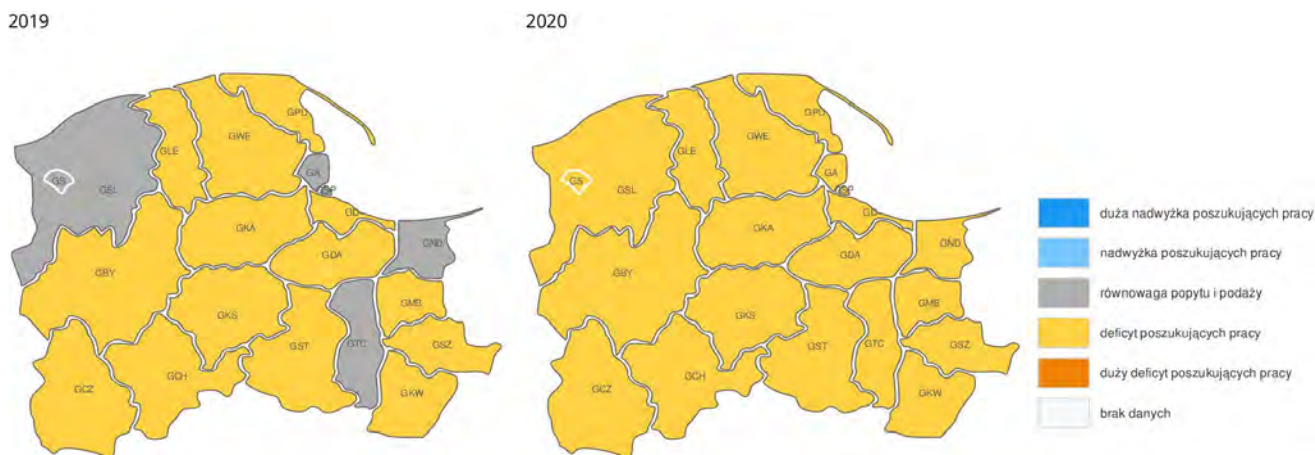 2019
2020
GPU
GWE
GLE
GA
GS
GSL
GSP
GD
GND
GKA
GDA
GBY
GMB
GKS
GTC
GSZ
GST
GCH
GCZ
GKW
GPU
GWE
GLE
GA
GS
GSL
GSP
GD
GND
GKA
GDA
GBY
GMB
GKS
GTC
GSZ
GST
GCH
GCZ
GKW
duża nadwyżka poszukujących pracy
nadwyżka poszukujących pracy
równowaga popytu i podaży
deficyt poszukujących pracy
duży deficyt poszukujących pracy
brak danych